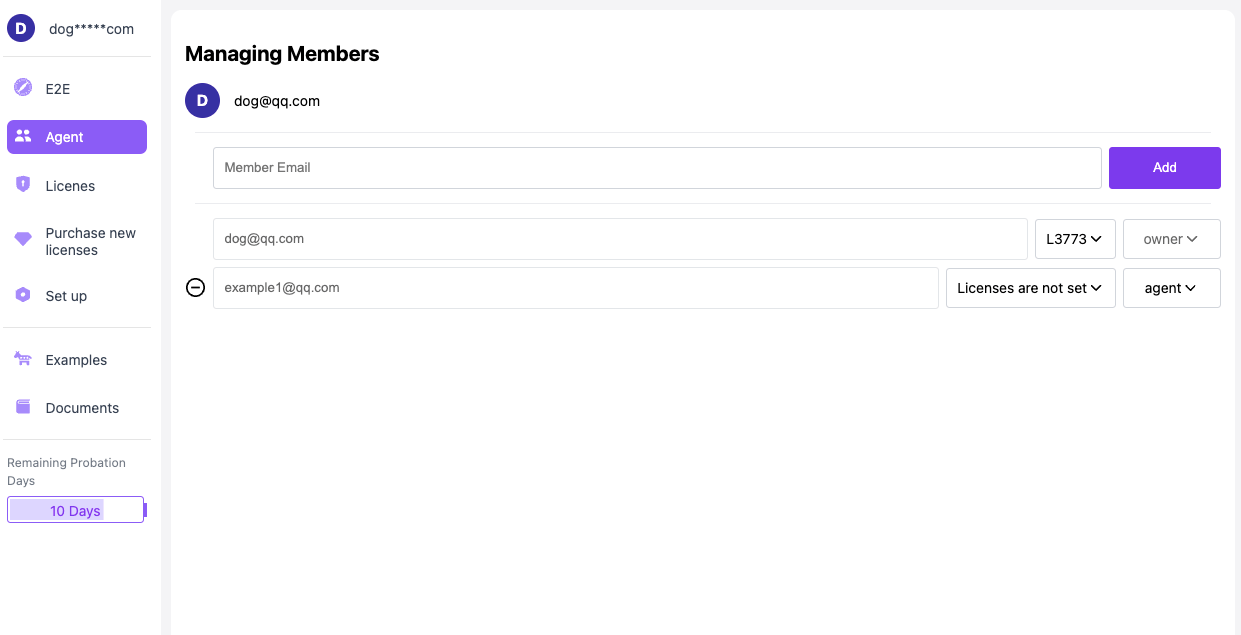 D
dog*****com
E2E
Agent
Licenes
Purchase new
licenses
Set up
Examples
Documents
Remaining Probation
Days
10 Days
Managing Members
D
dog@qq.com
Member Email
Add
dog@qq.com
L3773
owner
example1@qq.com
Licenses are not set
agent